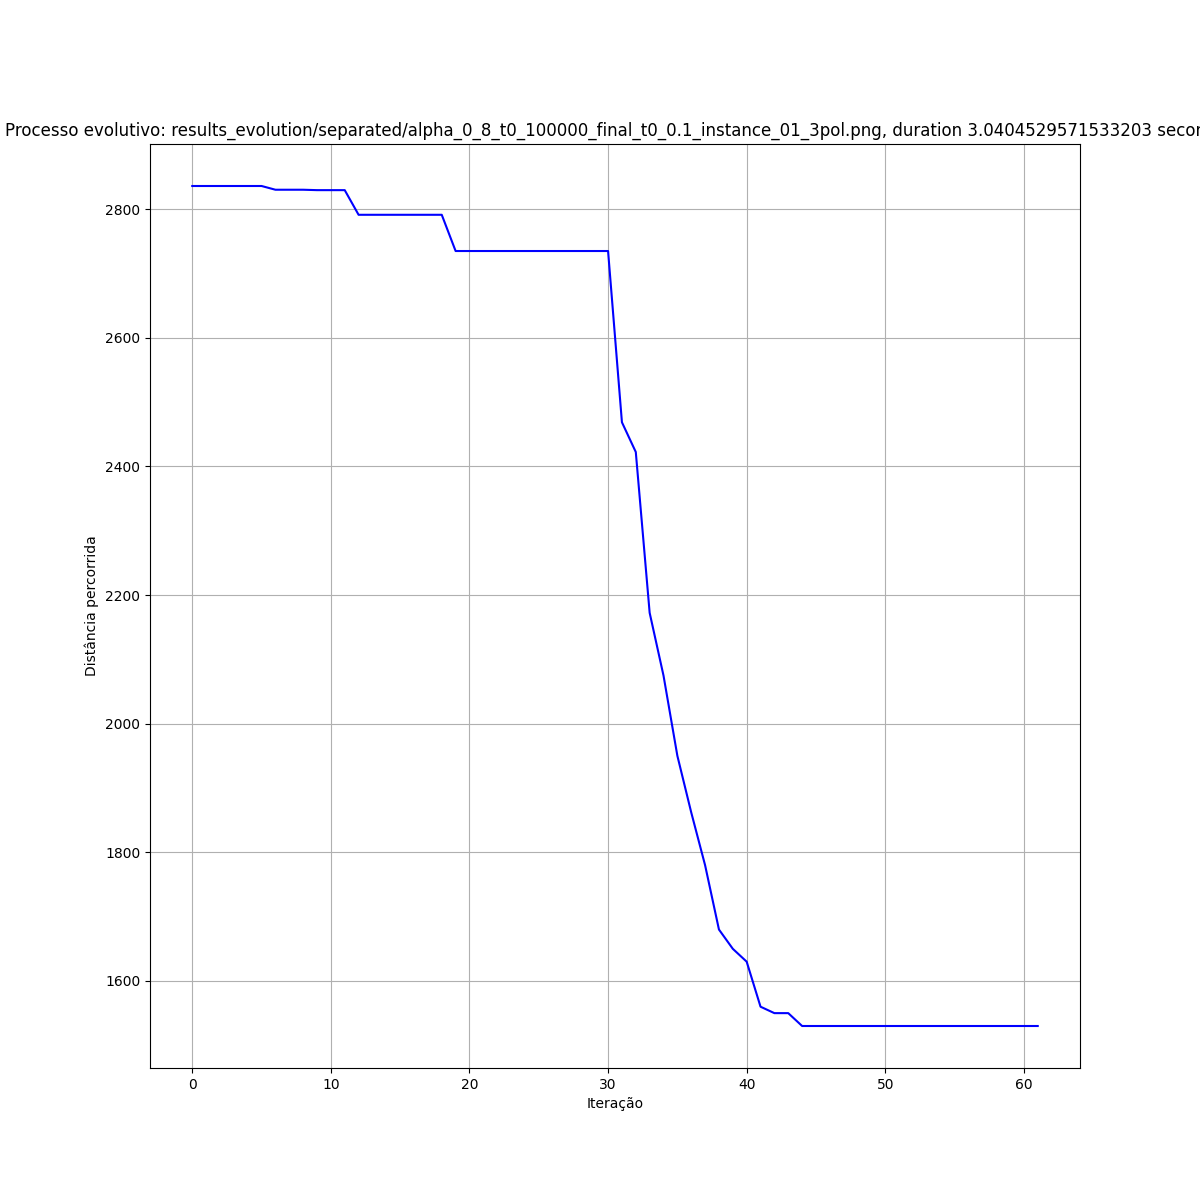 Processo evolutivo: results_evolution/separated/alpha_0_8_t0_100000_final_t0_0.1_instance_01_3pol.png, duration 3.0404529571533203
2800
2600
2400
2200
2000
1800
1600
Distância percorrida
0 10 20 30 40 50 60
Iteração